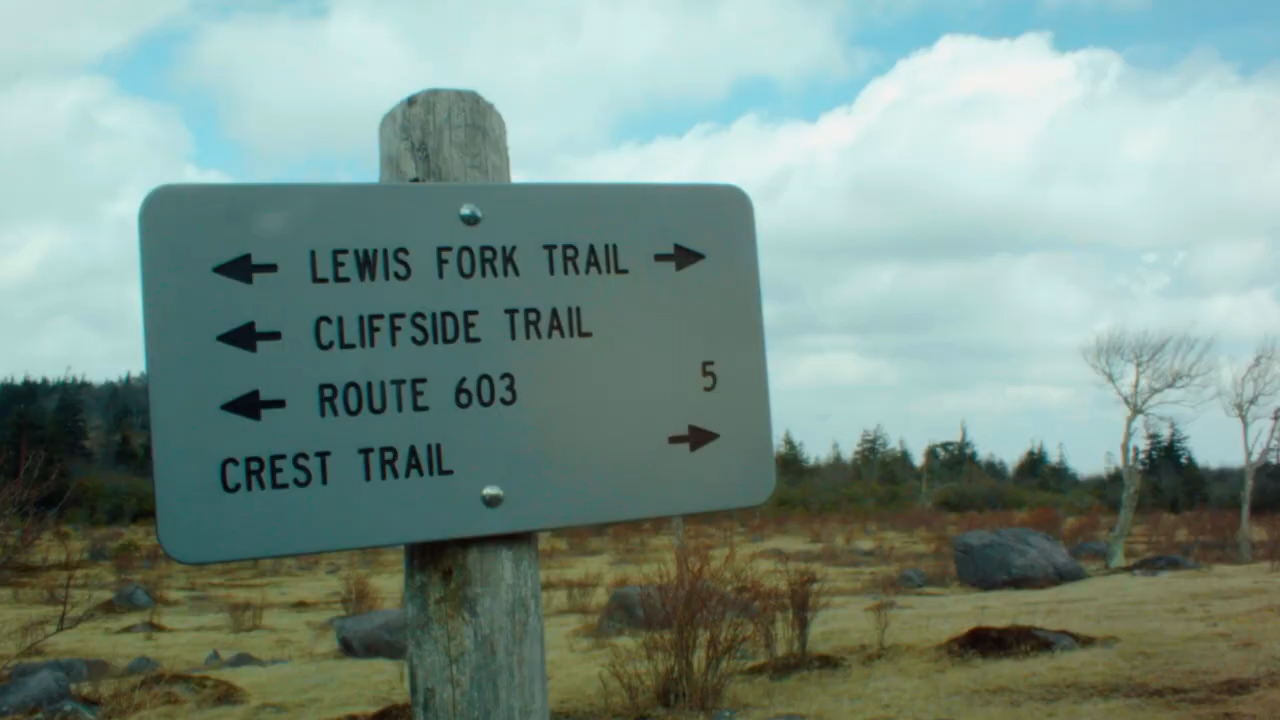 LEWIS FORK TRAIL
CLIFFSIDE TRAIL
ROUTE 603 5
CREST TRAIL